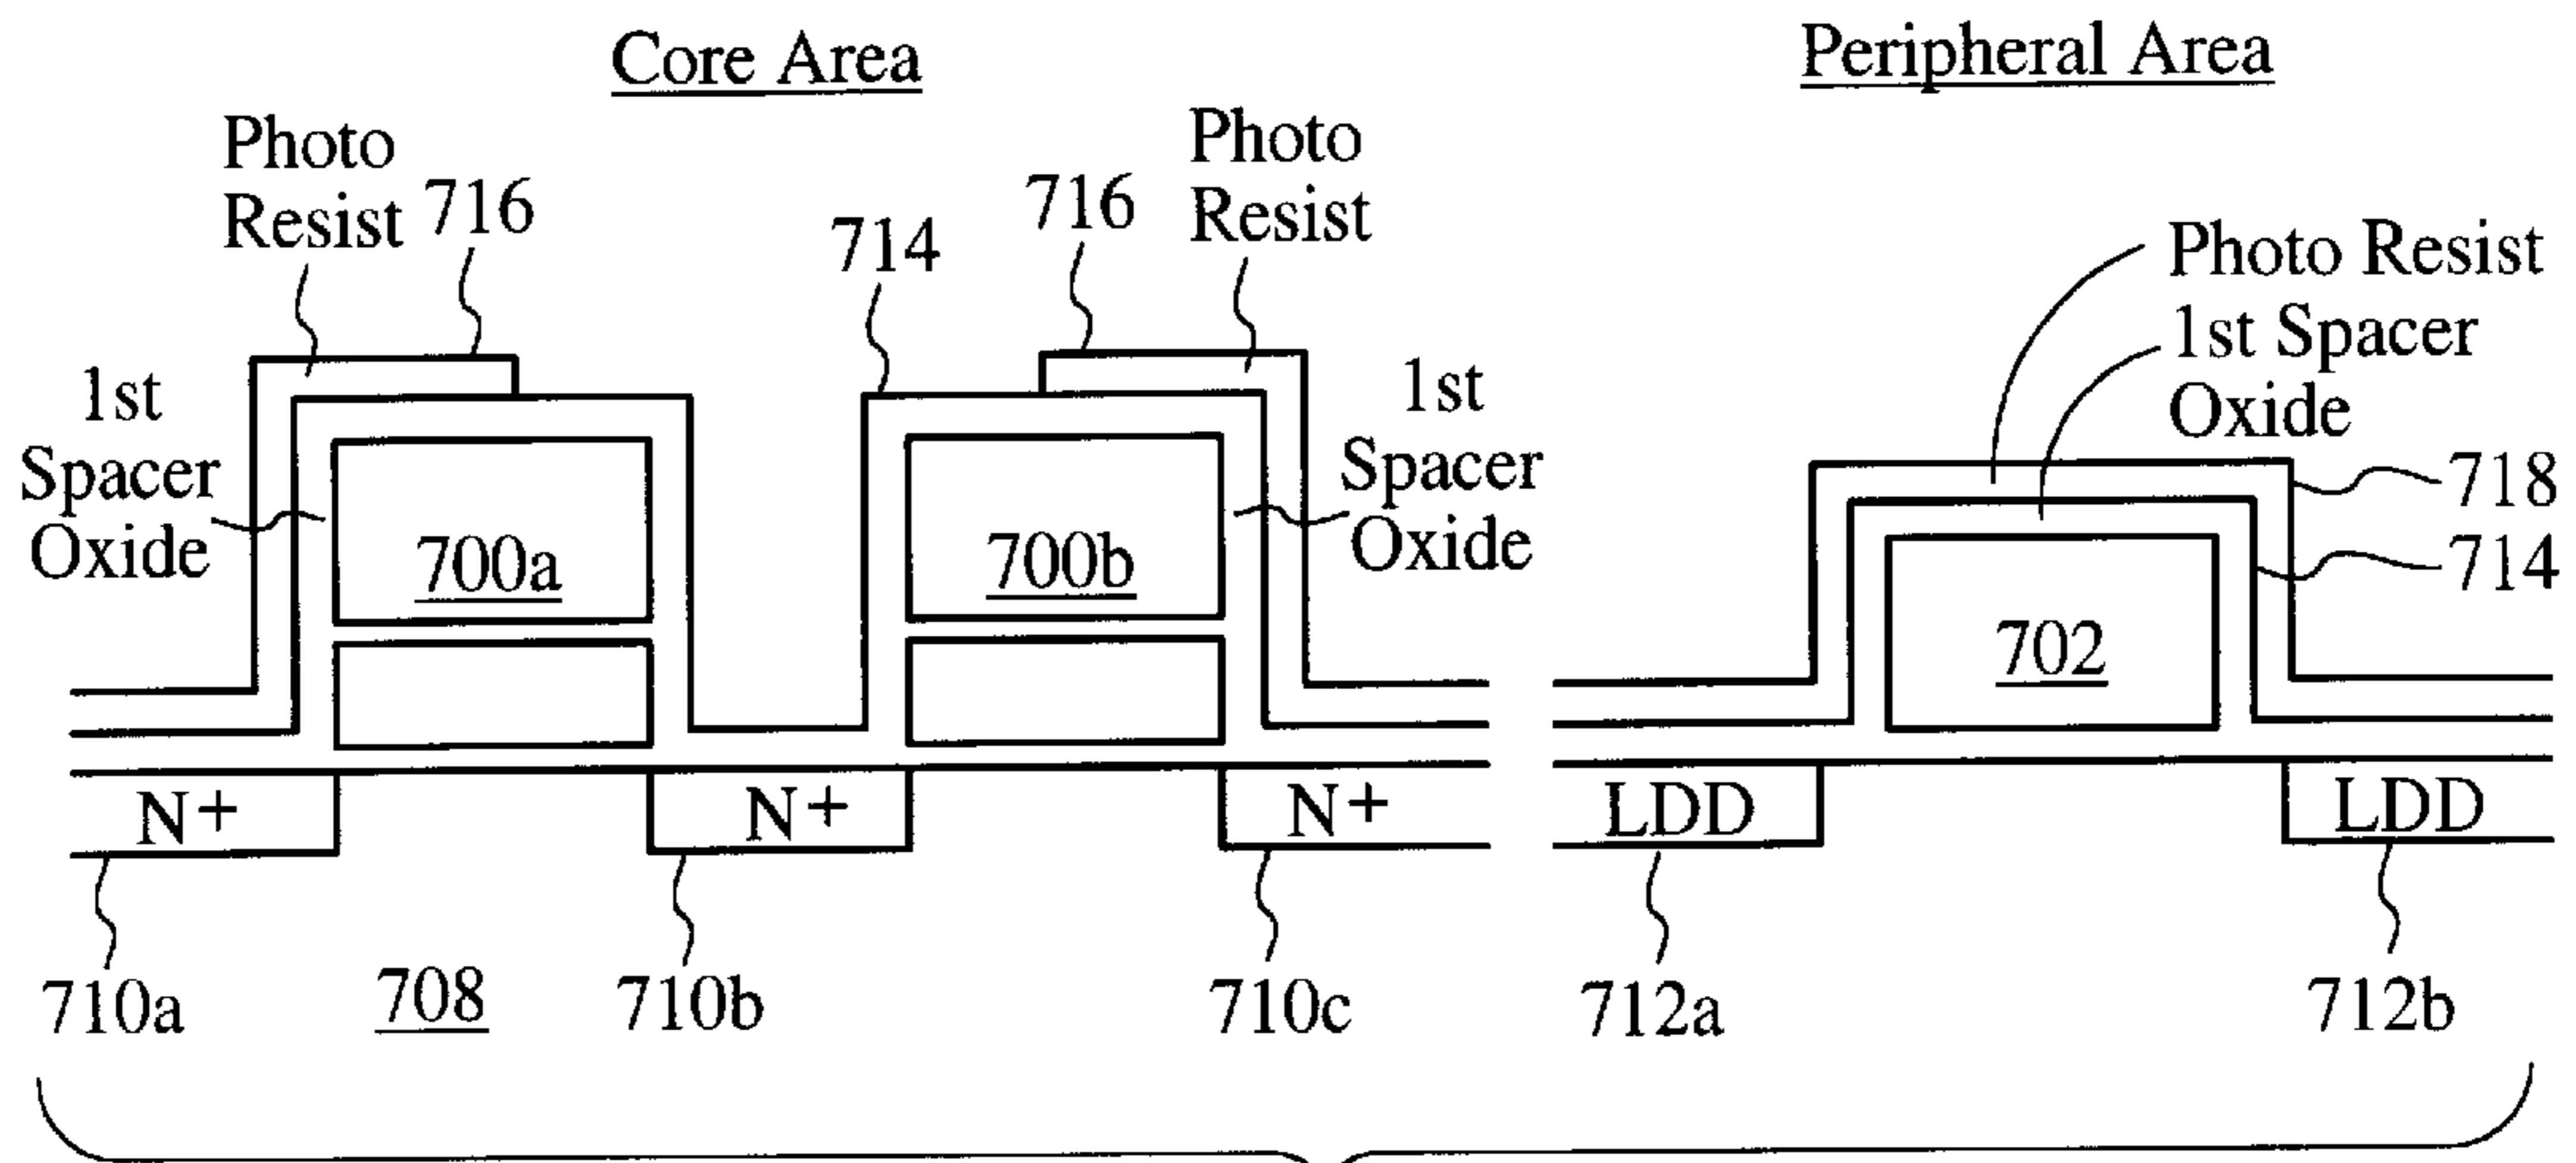 Core Area
Peripheral Area
Photo
Resist
716
714
716
Photo
Resist
Photo Resist
1st Spacer
Oxide
1st
Spacer
Oxide
1st
Spacer
Oxide
718
714
700a
700b
702
N+
N+
N+
LDD
LDD
710a
708
710b
710c
712a
712b